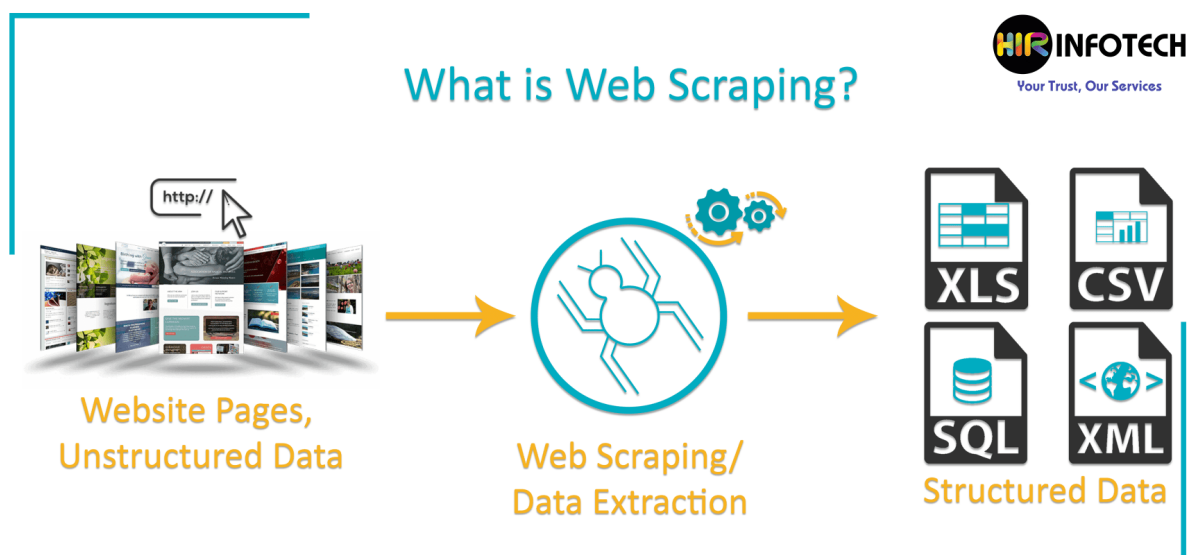 HIR INFOTECH
Your Trust, Our Services
What is Web Scraping?
http://
Website Pages,
Unstructured Data
Web Scraping/
Data Extraction
XLS
CSV
SQL
XML
Structured Data